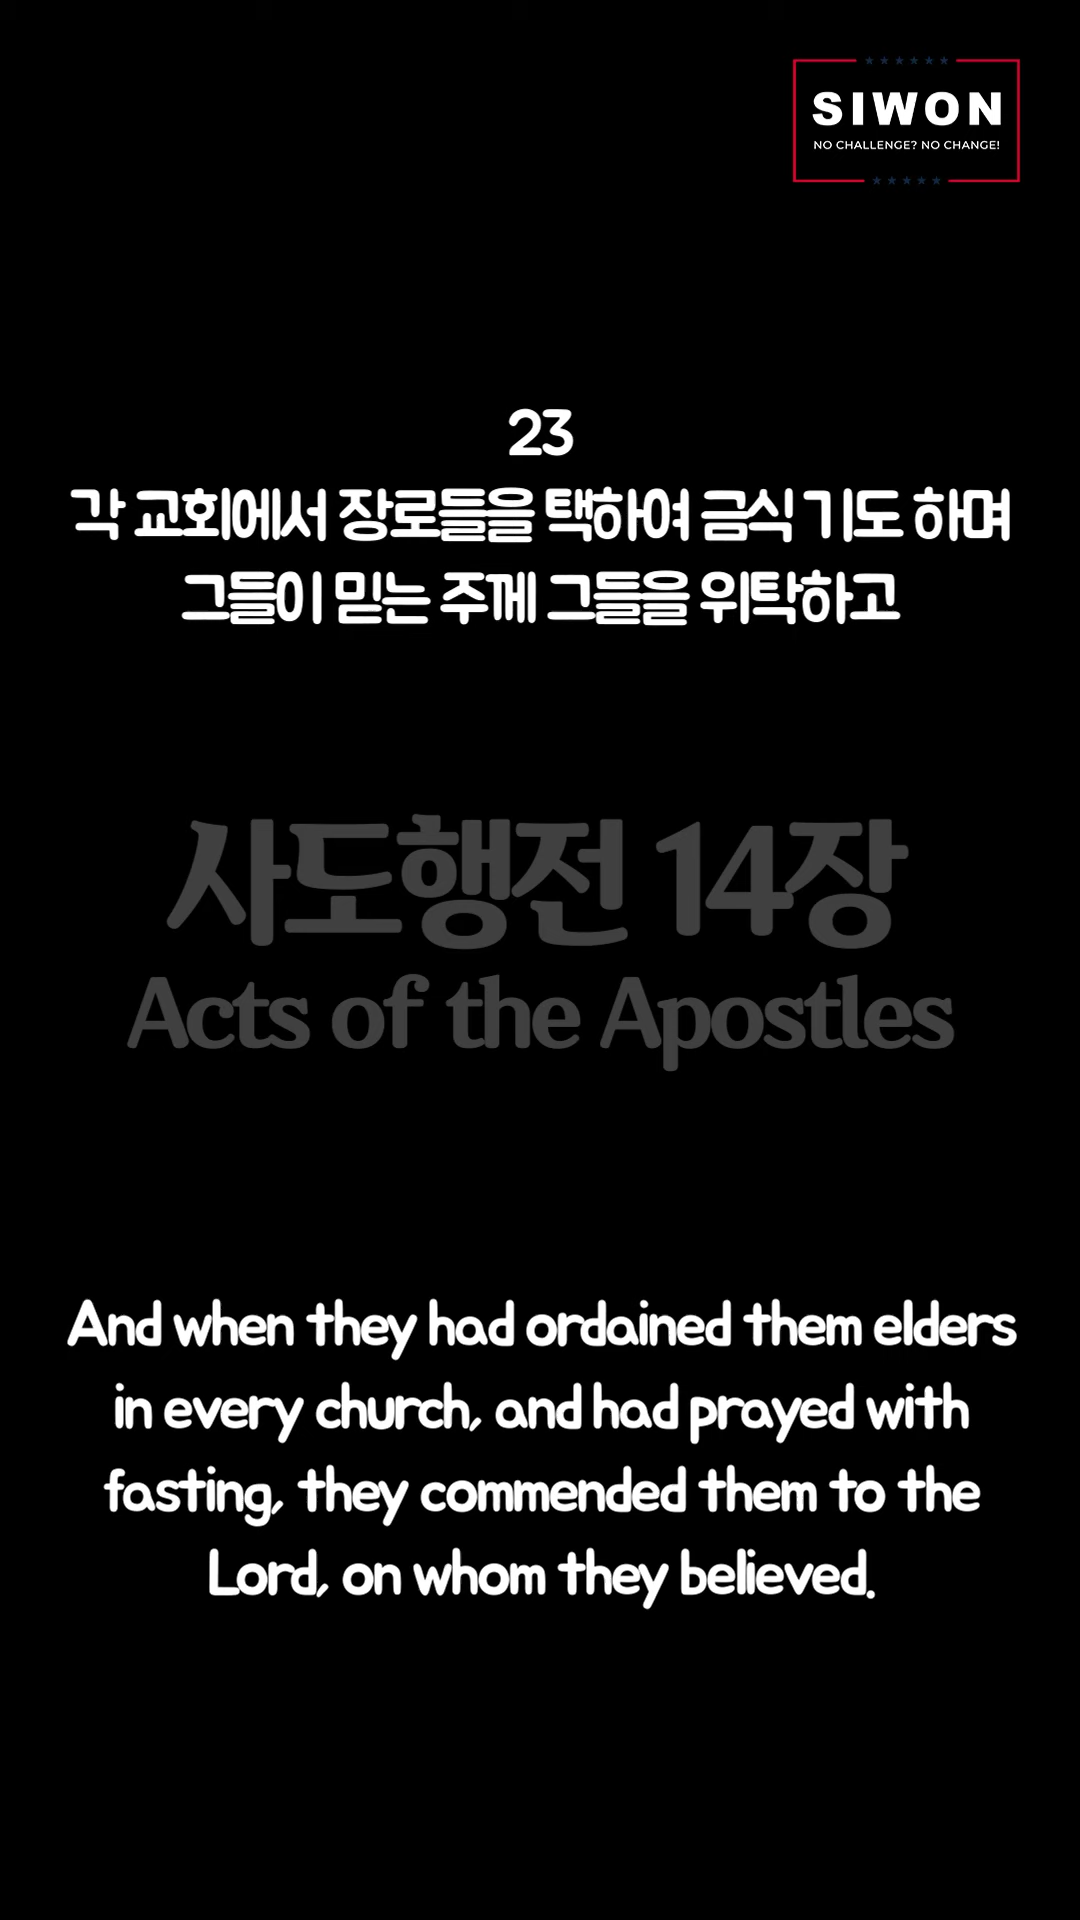 SIWON
NO CHALLENGE? NO CHANGE!
23
각 교회에서 장로들을 택하여 금식 기도 하며
그들이 믿는 주께 그들을 위탁하고
사도행전 14장
Acts of the Apostles
And when they had ordained them elders
in every church, and had prayed with
fasting, they commended them to the
Lord, on whom they believed.